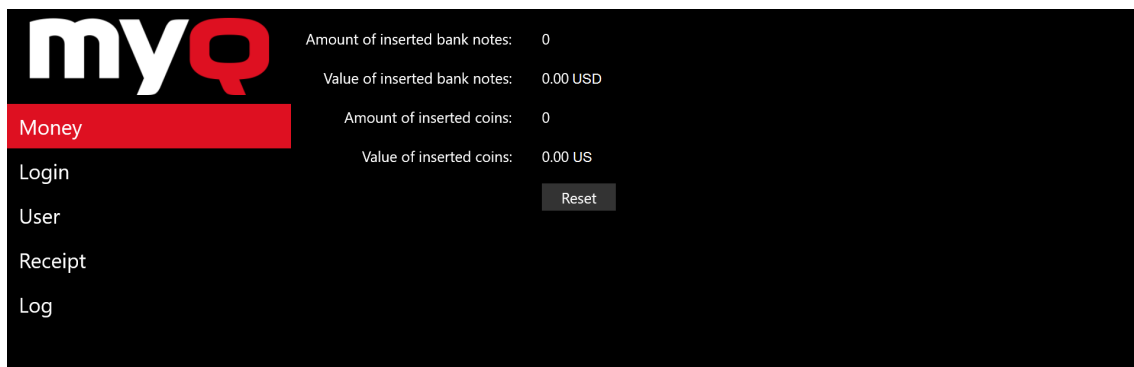 myQ
Money
Login
User
Receipt
Log
Amount of inserted bank notes: 0
Value of inserted bank notes: 0.00 USD
Amount of inserted coins: 0
Value of inserted coins: 0.00 US
Reset